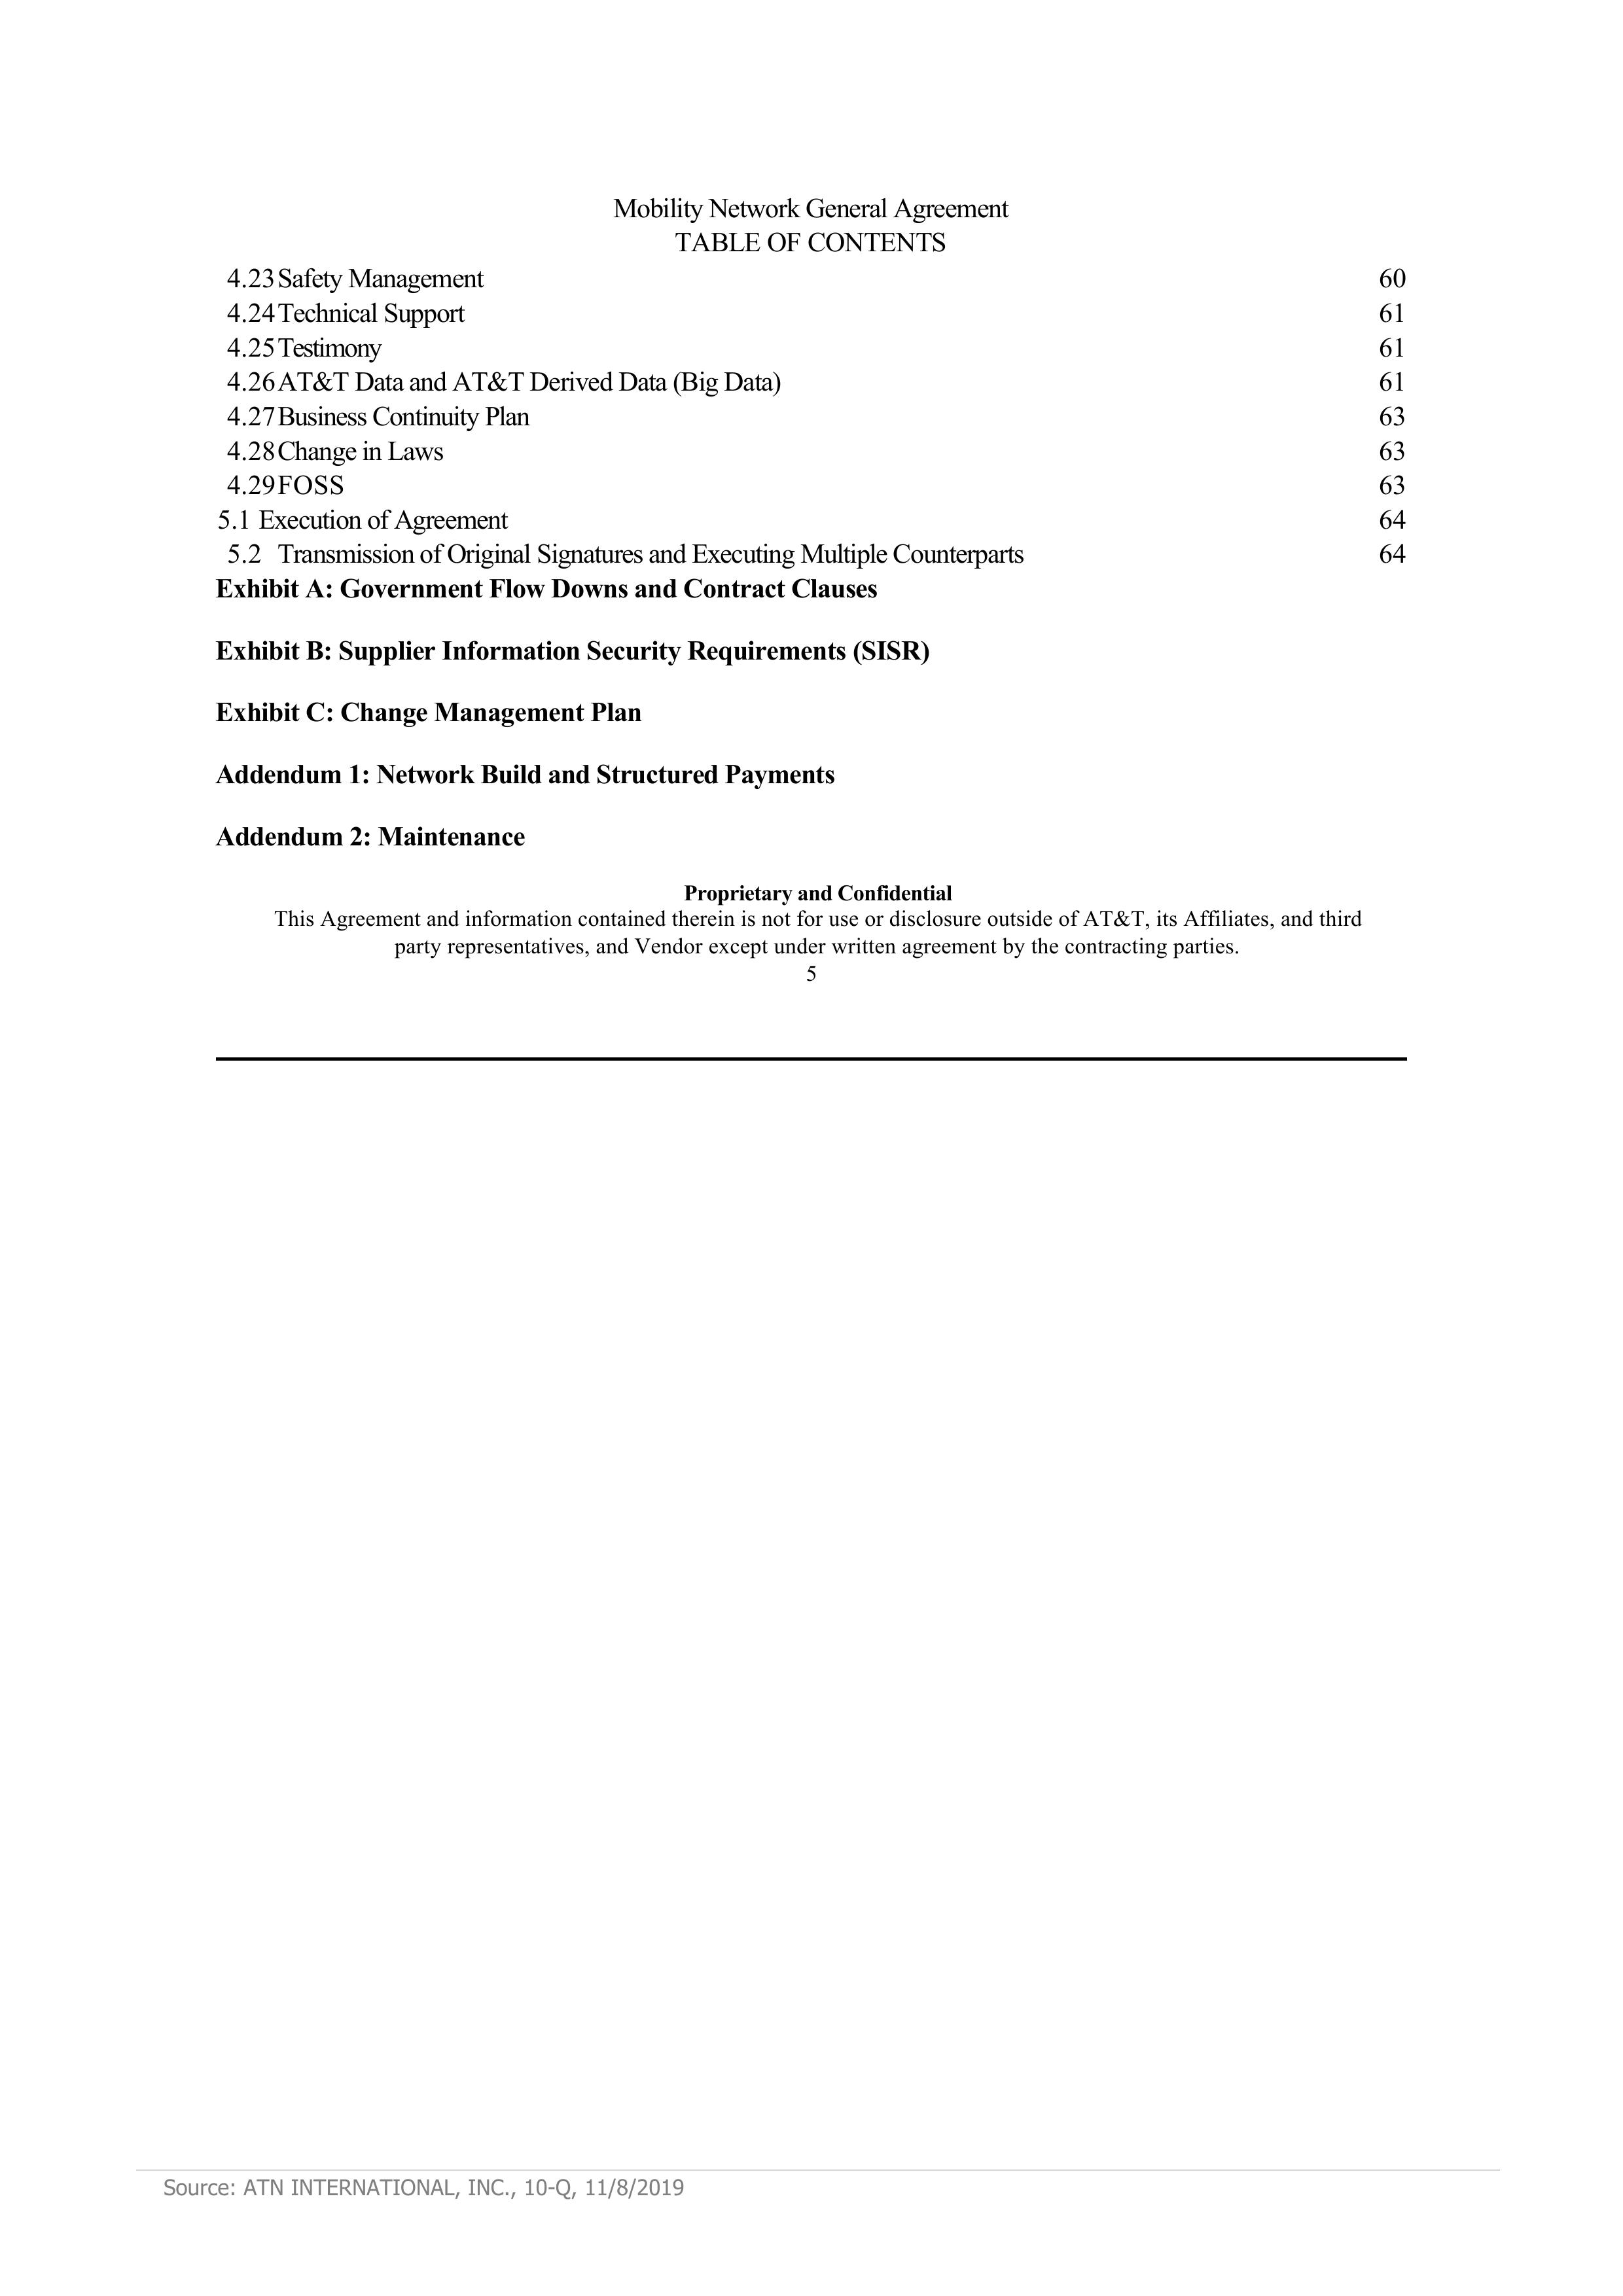 Mobility Network General Agreement
TABLE OF CONTENTS
4.23 Safety Management 60
4.24 Technical Support 61
4.25 Testimony 61
4.26 AT&T Data and AT&T Derived Data (Big Data) 61
4.27 Business Continuity Plan 63
4.28 Change in Laws 63
4.29 FOSS 63
5.1 Execution of Agreement 64
5.2 Transmission of Original Signatures and Executing Multiple Counterparts 64
Exhibit A: Government Flow Downs and Contract Clauses
Exhibit B: Supplier Information Security Requirements (SISR)
Exhibit C: Change Management Plan
Addendum 1: Network Build and Structured Payments
Addendum 2: Maintenance
Proprietary and Confidential
This Agreement and information contained therein is not for use or disclosure outside of AT&T, its Affiliates, and third
party representatives, and Vendor except under written agreement by the contracting parties.
5
Source: ATN INTERNATIONAL, INC., 10-Q, 11/8/2019